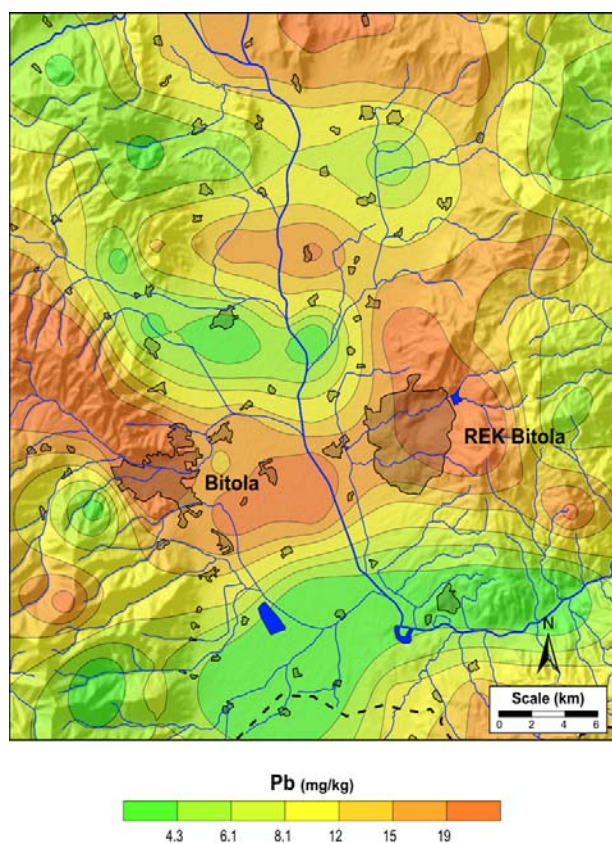 REK Bitola
Bitola
N
Scale (km)
0 2 4 6
Pb (mg/kg)
4.3 6.1 8.1 12 15 19